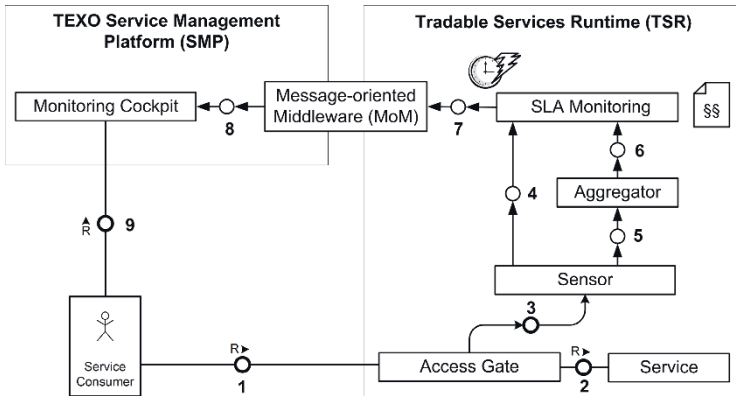 TEXO Service Management
Platform (SMP)
Tradable Services Runtime (TSR)
Monitoring Cockpit
8
Message-oriented
Middleware (MoM)
7
SLA Monitoring
§§
6
4
Aggregator
5
R
9
Sensor
3
Service
Consumer
R
1
Access Gate
R
2
Service